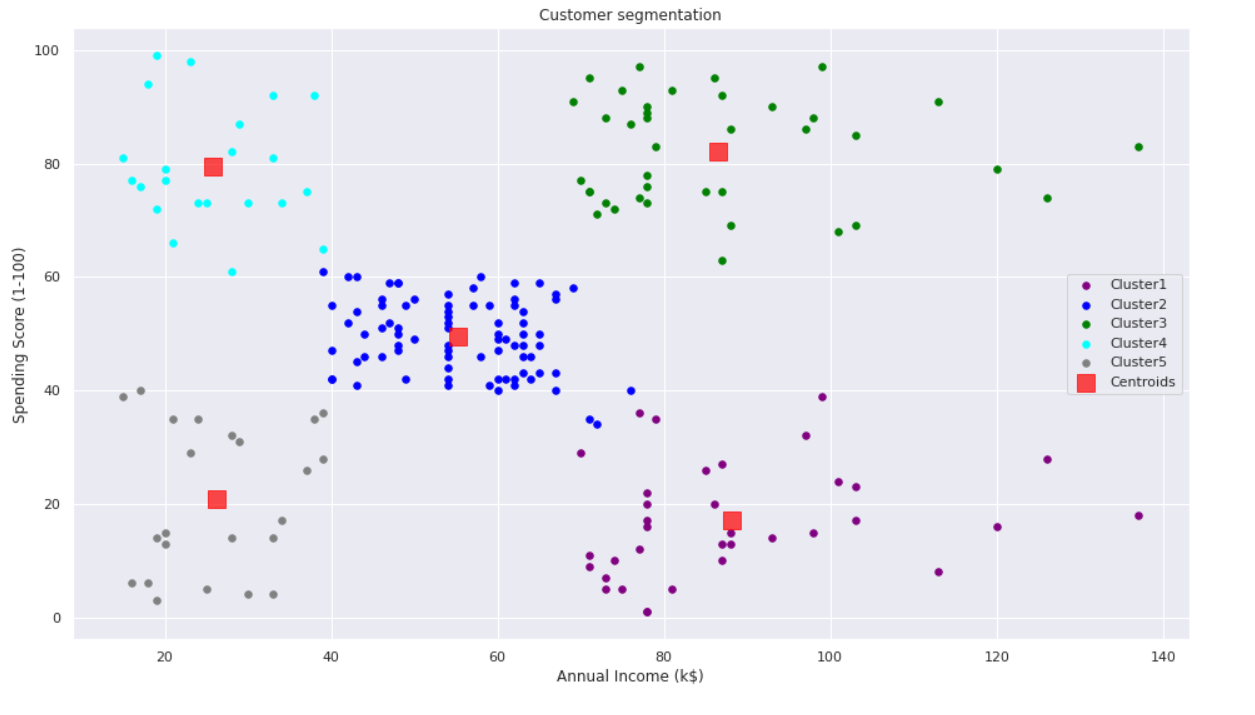 Customer segmentation
100
80
60
40
20
0
Spending Score (1-100)
20 40 60 80 100 120 140
Annual Income (k$)
Cluster1
Cluster2
Cluster3
Cluster4
Cluster5
Centroids